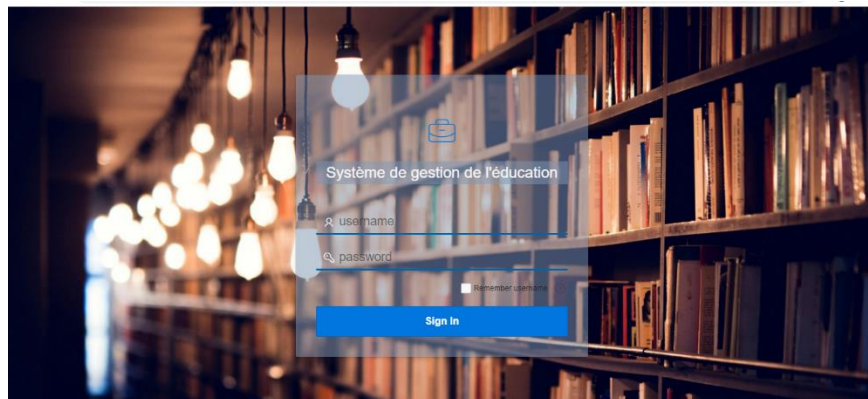 Système de gestion de l'éducation
username
password
Remember username
Sign In